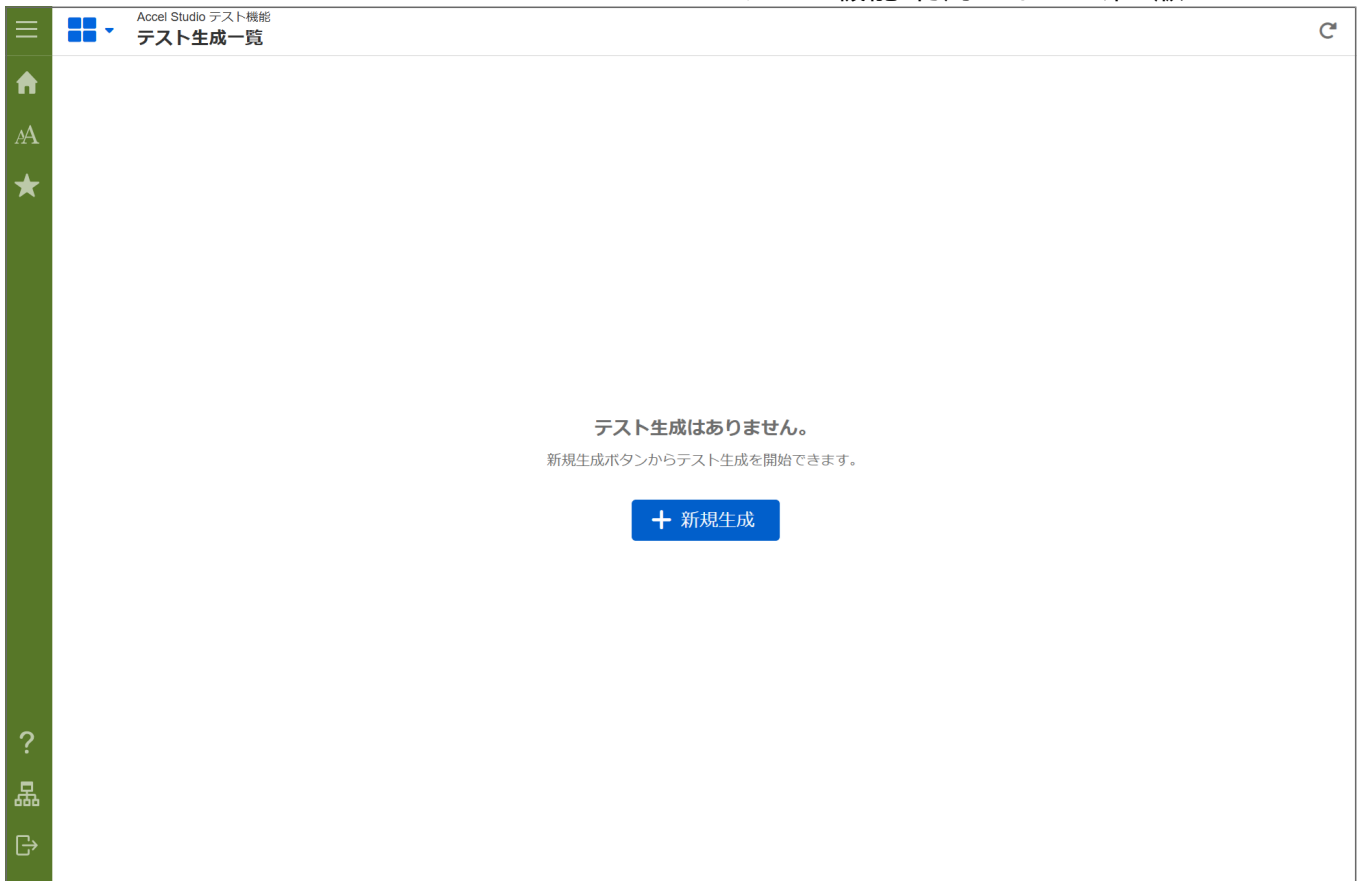 Accel Studio テスト機能
テスト生成一覧
テスト生成はありません。
新規生成ボタンからテスト生成を開始できます。
新規生成